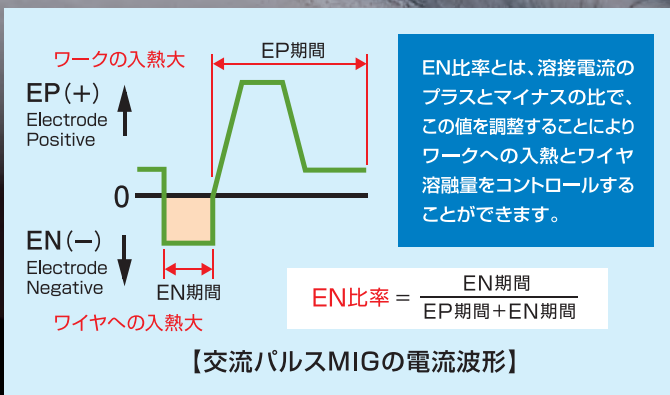 ワークの入熱大
EP期間
EP(+)
Electrode
Positive
0
EN(−)
Electrode
Negative
EN期間
ワイヤへの入熱大
EN比率とは、溶接電流の
プラスとマイナスの比で、
この値を調整することにより
ワークへの入熱とワイヤ
溶融量をコントロールする
ことができます。
EN比率 = EN期間
EP期間+EN期間
【交流パルスMIGの電流波形】